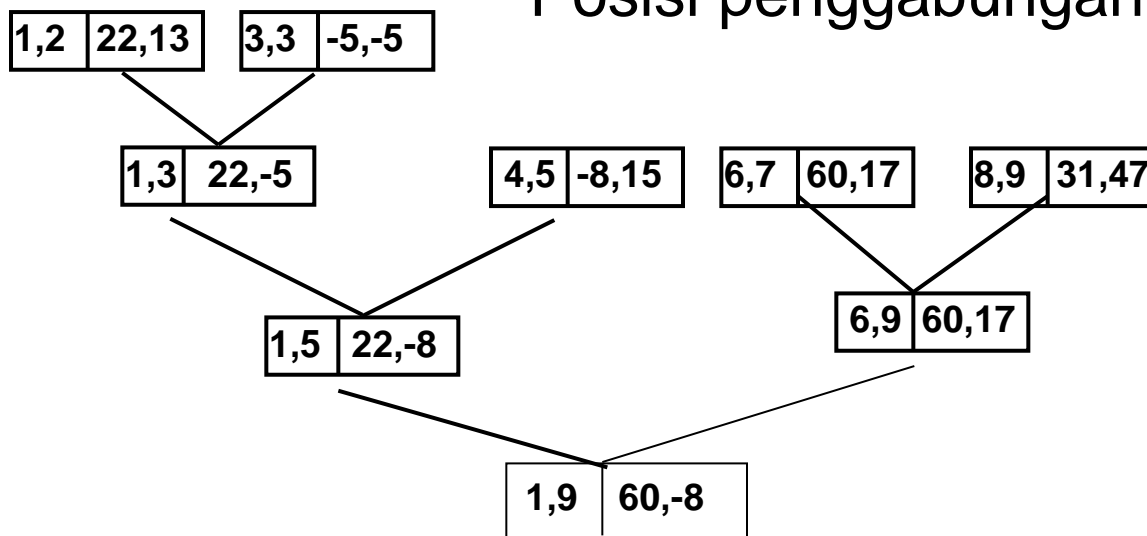 Posisi penggabungan
1,2 22,13 3,3 -5,-5
1,3 22,-5 4,5 -8,15 6,7 60,17 8,9 31,47
6,9 60,17
1,5 22,-8
1,9 60,-8